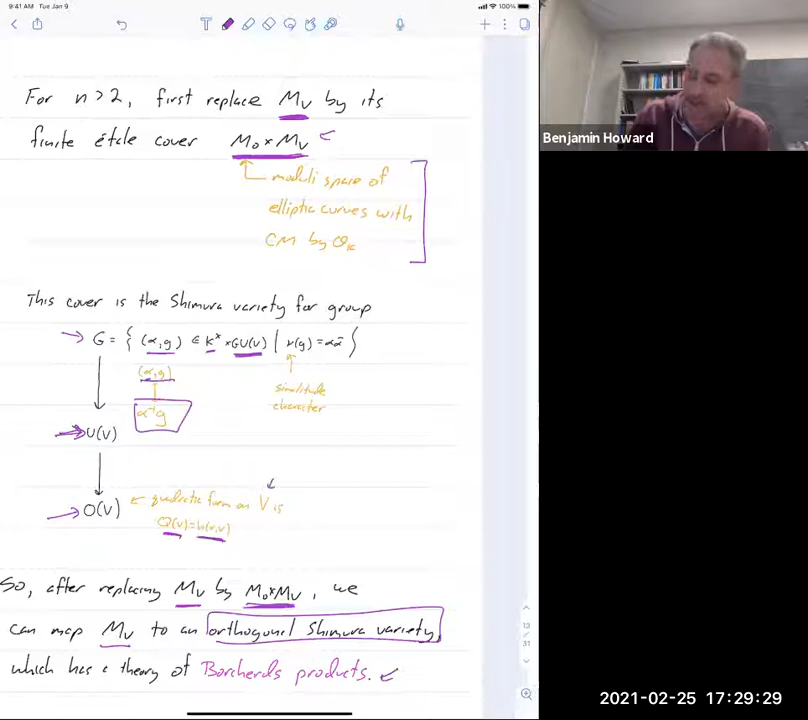 9:41 AM Tue Jan 9
100%
For n>2, first replace M_V by its
finite étale cover M_0 × M_V
moduli space of
elliptic curves with
CM by O_K
This cover is the Shimura variety for group
G = { (α,g) ∈ K^× × GU(V) | ν(g) = αᾱ }
(α,g)
similitude
α⁻¹g
character
U(V)
O(V) ← quadratic form on V is
Q(v) = h(v,v)
So, after replacing M_V by M_0 × M_V, we
can map M_V to an orthogonal Shimura variety,
which has a theory of Borcherds products.
13
31
Benjamin Howard
2021-02-25 17:29:29